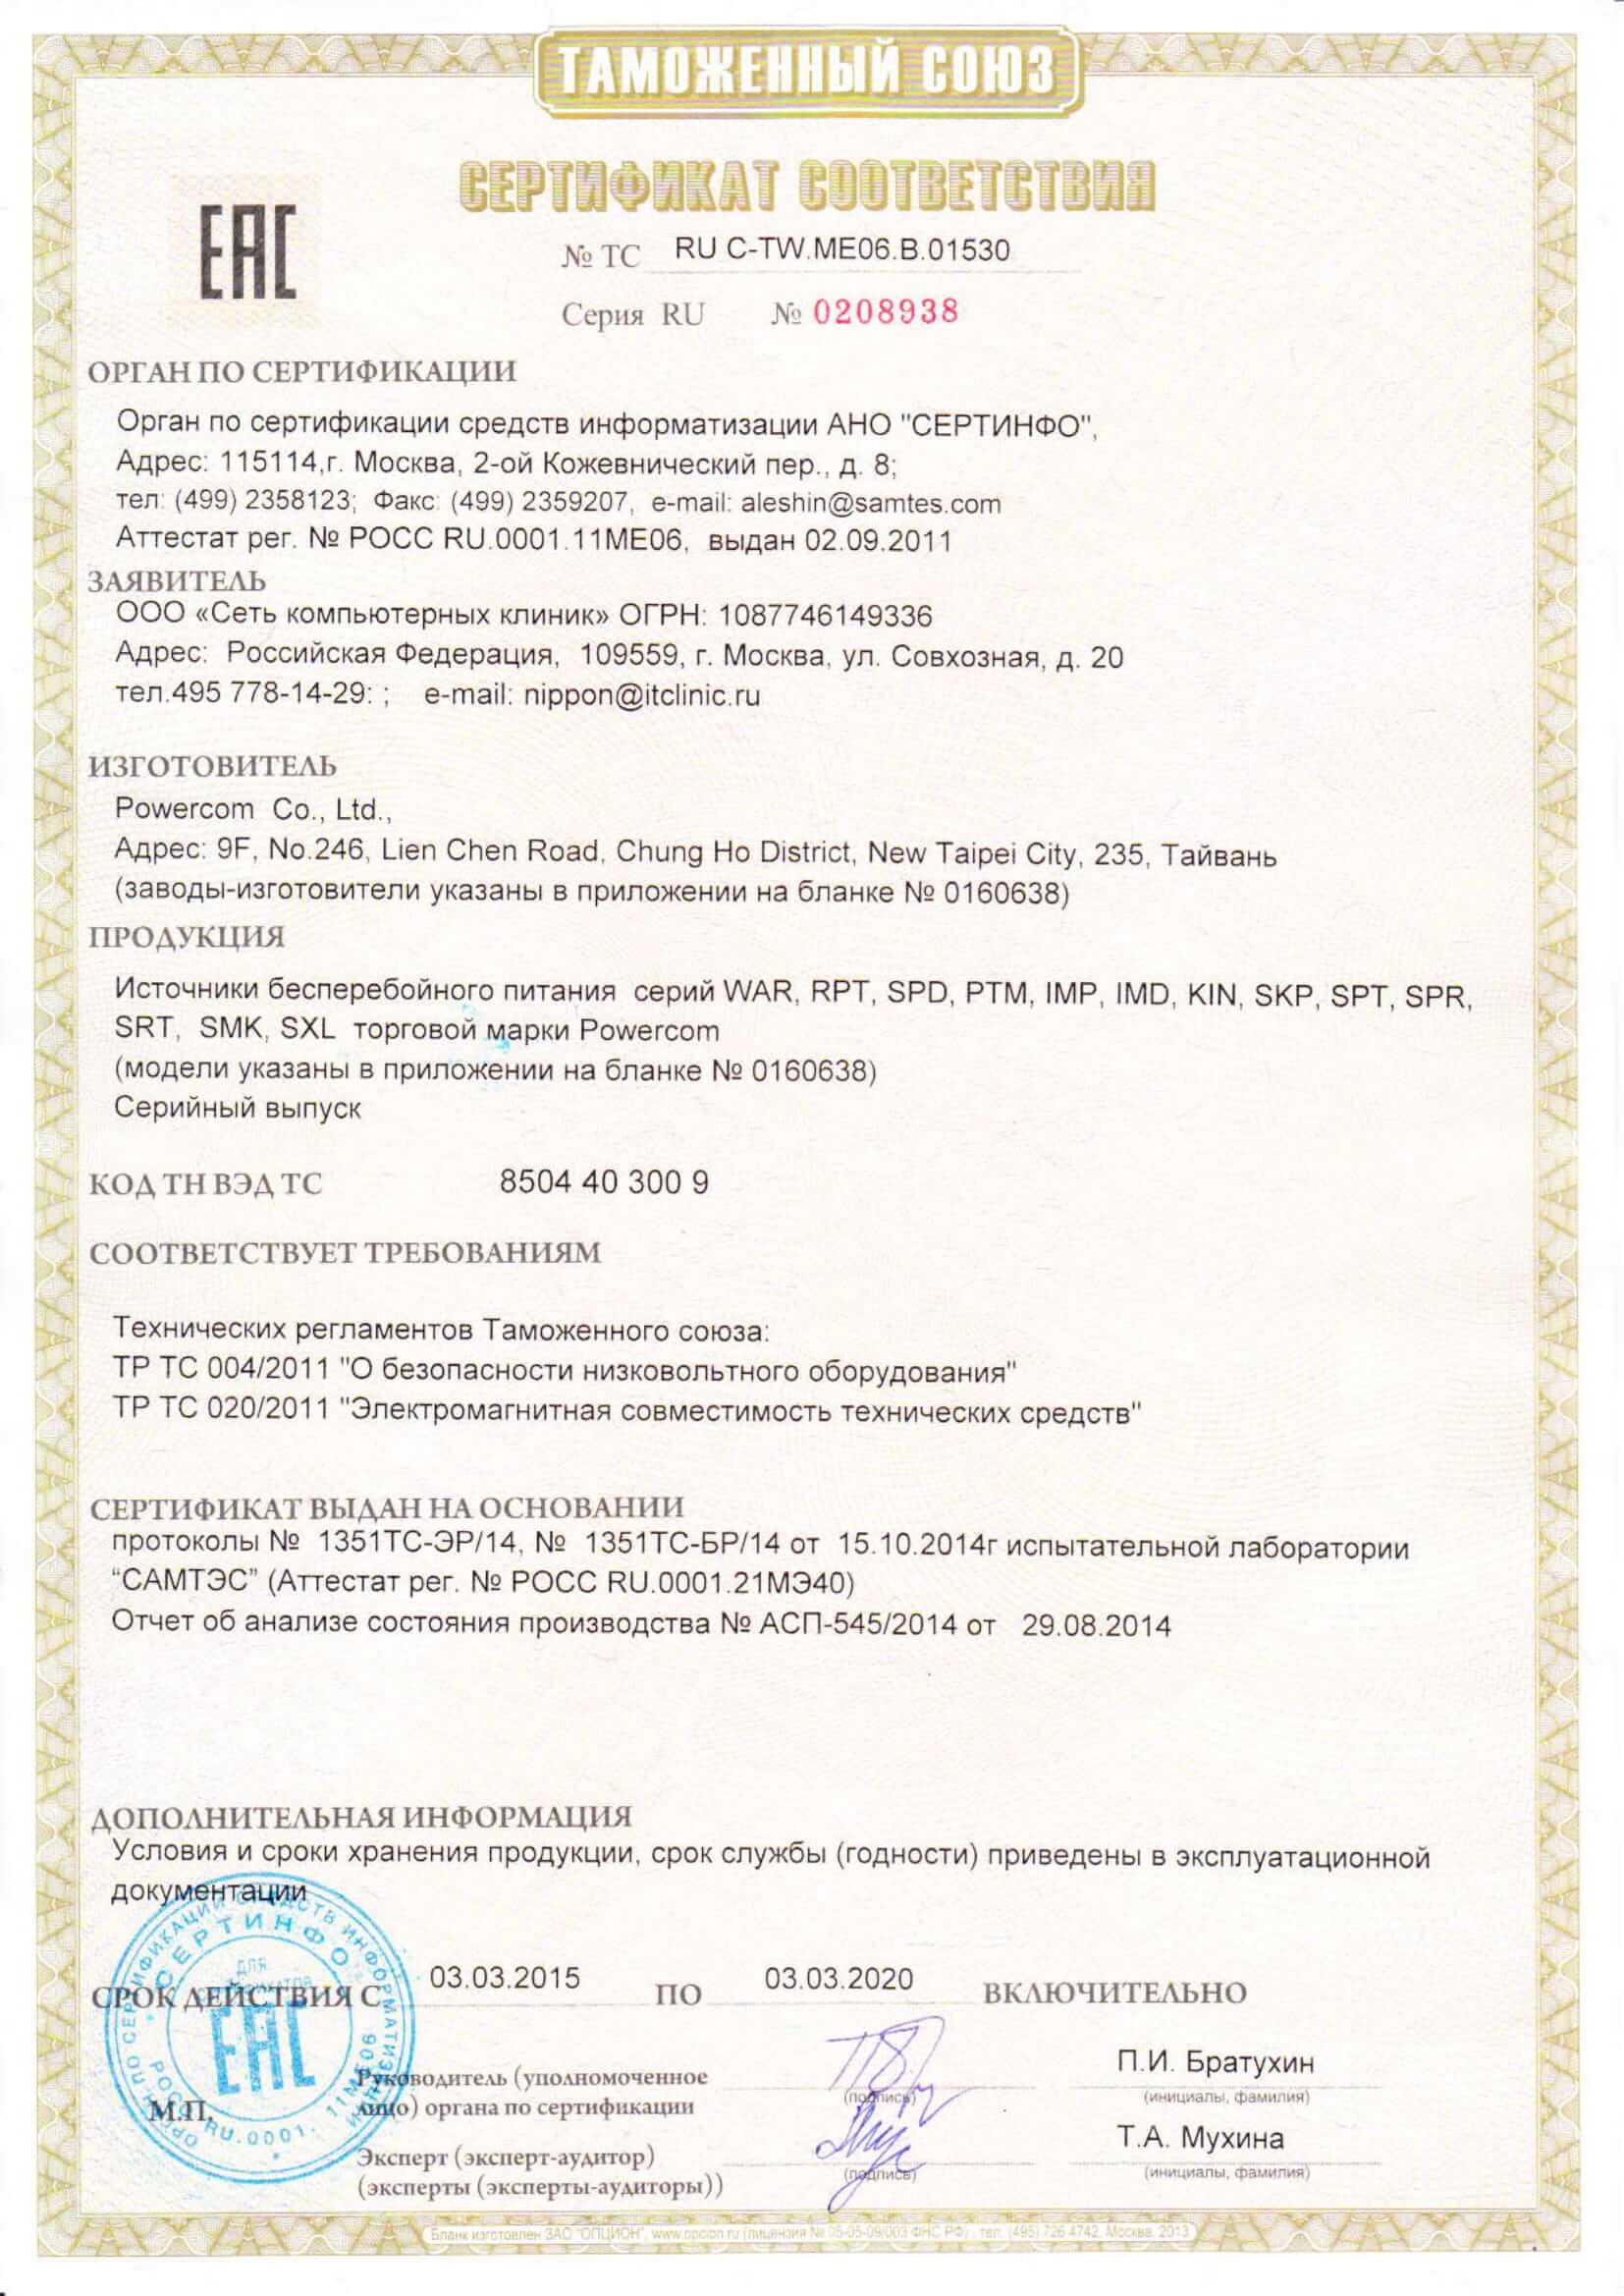 ТАМОЖЕННЫЙ СОЮЗ
СЕРТИФИКАТ СООТВЕТСТВИЯ
ЕАС
№ ТС RU C-TW.ME06.B.01530
Серия RU № 0208938
ОРГАН ПО СЕРТИФИКАЦИИ
Орган по сертификации средств информатизации АНО "СЕРТИНФО",
Адрес: 115114,г. Москва, 2-ой Кожевнический пер., д. 8;
тел: (499) 2358123; Факс: (499) 2359207, e-mail: aleshin@samtes.com
Аттестат рег. № РОСС RU.0001.11МЕ06, выдан 02.09.2011
ЗАЯВИТЕЛЬ
ООО «Сеть компьютерных клиник» ОГРН: 1087746149336
Адрес: Российская Федерация, 109559, г. Москва, ул. Совхозная, д. 20
тел.495 778-14-29: ; e-mail: nippon@itclinic.ru
ИЗГОТОВИТЕЛЬ
Powercom Co., Ltd.,
Адрес: 9F, No.246, Lien Chen Road, Chung Ho District, New Taipei City, 235, Тайвань
(заводы-изготовители указаны в приложении на бланке № 0160638)
ПРОДУКЦИЯ
Источники бесперебойного питания серий WAR, RPT, SPD, PTM, IMP, IMD, KIN, SKP, SPT, SPR,
SRT, SMK, SXL торговой марки Powercom
(модели указаны в приложении на бланке № 0160638)
Серийный выпуск
КОД ТН ВЭД ТС 8504 40 300 9
СООТВЕТСТВУЕТ ТРЕБОВАНИЯМ
Технических регламентов Таможенного союза:
ТР ТС 004/2011 "О безопасности низковольтного оборудования"
ТР ТС 020/2011 "Электромагнитная совместимость технических средств"
СЕРТИФИКАТ ВЫДАН НА ОСНОВАНИИ
протоколы № 1351ТС-ЭР/14, № 1351ТС-БР/14 от 15.10.2014г испытательной лаборатории
“САМТЭС” (Аттестат рег. № РОСС RU.0001.21МЭ40)
Отчет об анализе состояния производства № АСП-545/2014 от 29.08.2014
ДОПОЛНИТЕЛЬНАЯ ИНФОРМАЦИЯ
Условия и сроки хранения продукции, срок службы (годности) приведены в эксплуатационной
документации
СРОК ДЕЙСТВИЯ С 03.03.2015 ПО 03.03.2020 ВКЛЮЧИТЕЛЬНО
ОРГАН ПО СЕРТИФИКАЦИИ СРЕДСТВ ИНФОРМАТИЗАЦИИ
СЕРТИНФО
ДЛЯ
ЕАС
РОСС RU.0001.11МЕ06
М.П.
Руководитель (уполномоченное
лицо) органа по сертификации
(подпись)
П.И. Братухин
(инициалы, фамилия)
Эксперт (эксперт-аудитор)
(эксперты (эксперты-аудиторы))
(подпись)
Т.А. Мухина
(инициалы, фамилия)
Бланк изготовлен ЗАО "ОПЦИОН", www.opcion.ru (лицензия № 05-05-09/003 ФНС РФ), тел. (495) 726 4742, Москва, 2013